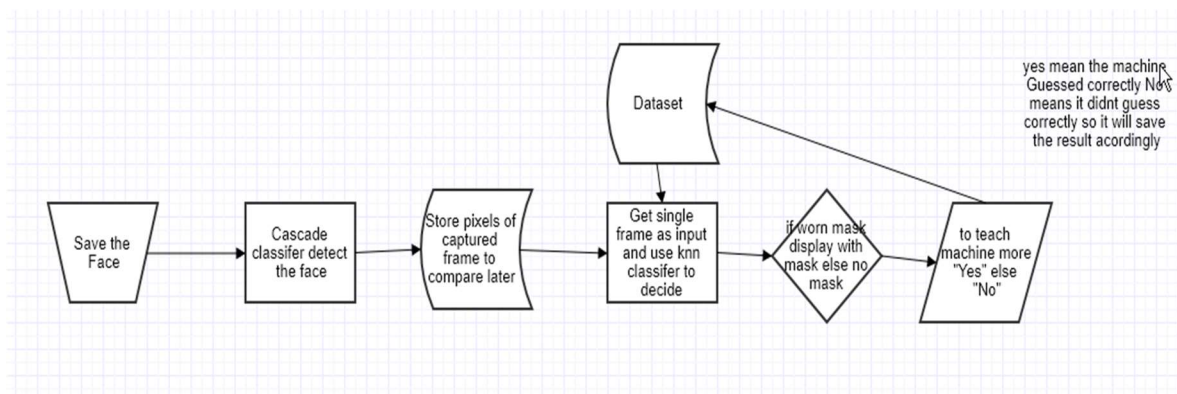 Dataset
yes mean the machine
Guessed correctly No
means it didnt guess
correctly so it will save
the result acordingly
Save the
Face
Cascade
classifer detect
the face
Store pixels of
captured
frame to
compare later
Get single
frame as input
and use knn
classifer to
decide
if worn mask
display with
mask else no
mask
to teach
machine more
"Yes" else
"No"